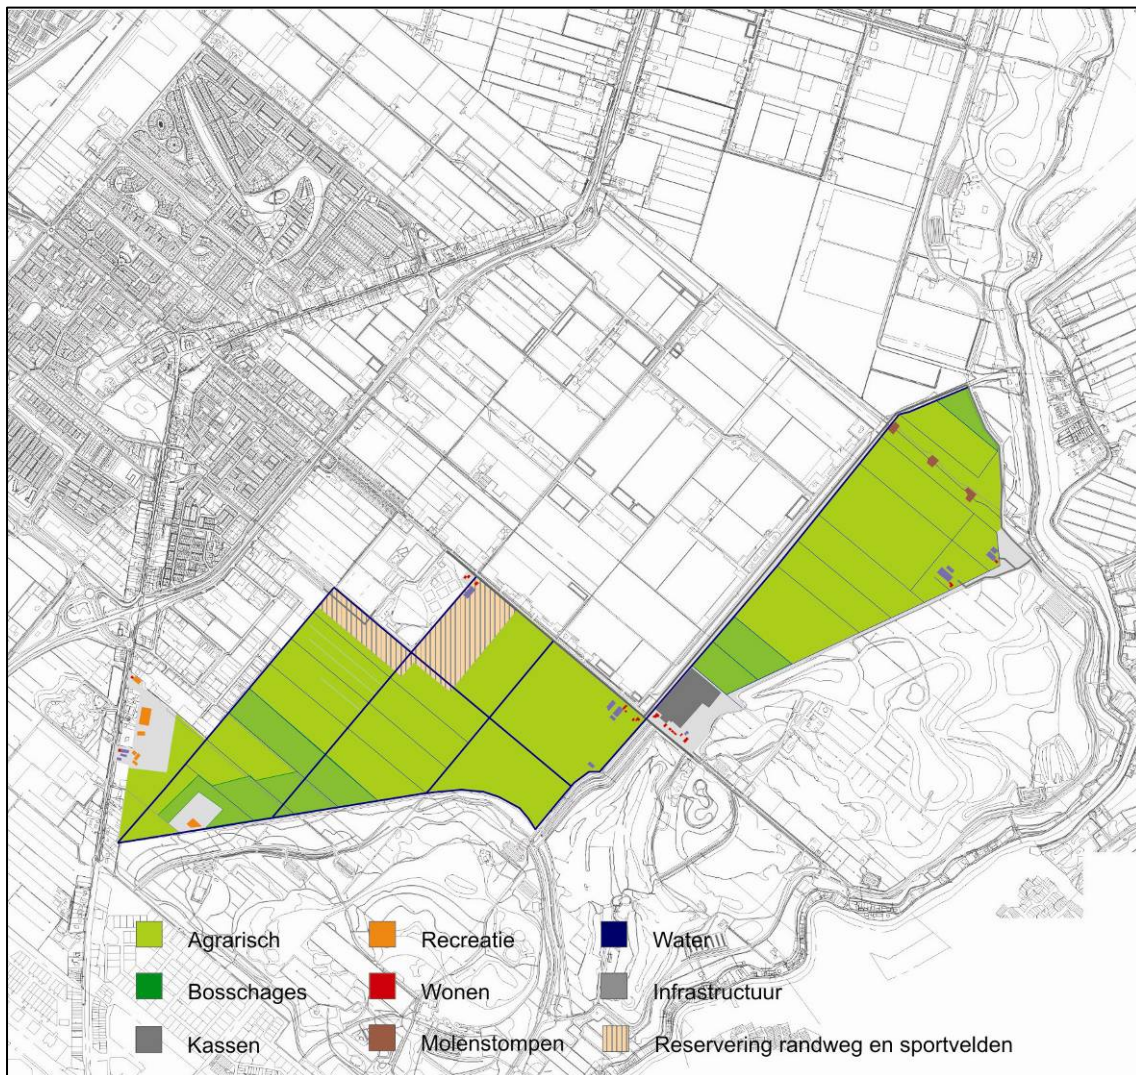 Agrarisch
Recreatie
Water
Bosschages
Wonen
Infrastructuur
Kassen
Molenstompen
Reservering randweg en sportvelden